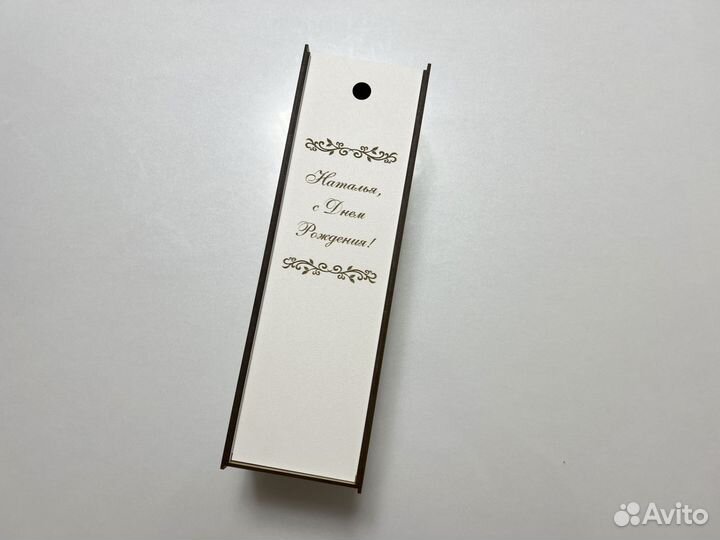 Наталья,
с Днем
Рождения!
Avito